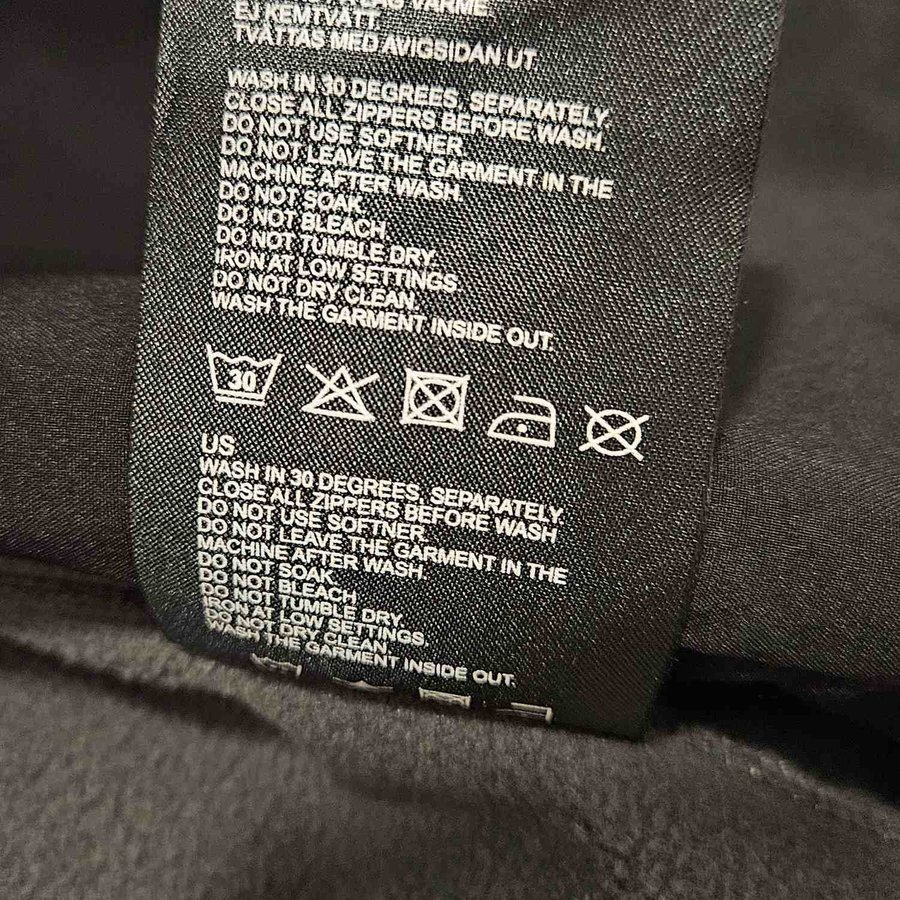 VÄRME.
EJ KEMTVÄTT.
TVÄTTAS MED AVIGSIDAN UT.
WASH IN 30 DEGREES, SEPARATELY.
CLOSE ALL ZIPPERS BEFORE WASH.
DO NOT USE SOFTNER.
DO NOT LEAVE THE GARMENT IN THE
MACHINE AFTER WASH.
DO NOT SOAK.
DO NOT BLEACH.
DO NOT TUMBLE DRY.
IRON AT LOW SETTINGS.
DO NOT DRY CLEAN.
WASH THE GARMENT INSIDE OUT.
30
US
WASH IN 30 DEGREES, SEPARATELY.
CLOSE ALL ZIPPERS BEFORE WASH
DO NOT USE SOFTNER.
DO NOT LEAVE THE GARMENT IN THE
MACHINE AFTER WASH.
DO NOT SOAK.
DO NOT BLEACH
DO NOT TUMBLE DRY.
IRON AT LOW SETTINGS.
DO NOT DRY CLEAN.
WASH THE GARMENT INSIDE OUT.